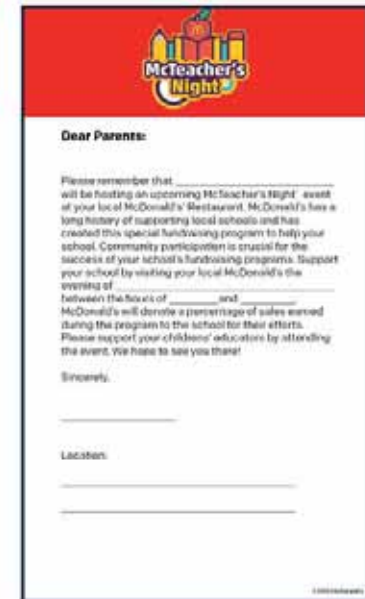 McTeacher's
Night
Dear Parents:
Please remember that
will be hosting an upcoming McTeacher's Night event
at your local McDonald's Restaurant. McDonald's has a
long history of supporting local schools and has
created this special fundraising program to help your
school. Community participation is crucial for the
success of your school's fundraising programs. Support
your school by visiting your local McDonald's the
evening of
between the hours of ________ and ________
McDonald's will donate a percentage of sales earned
during the program to the school for their efforts.
Please support your childrens' educators by attending
the event. We hope to see you there!
Sincerely,
Location: